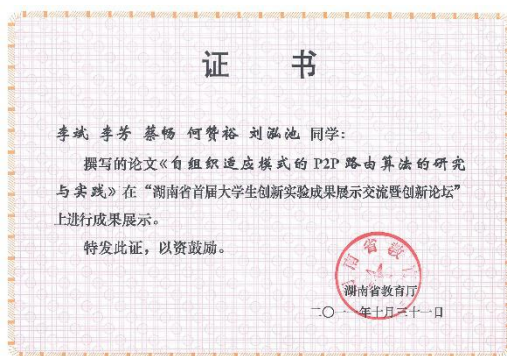 证 书
李斌 李芳 蔡畅 何赞裕 刘泓池 同学:
撰写的论文《自组织适应模式的 P2P 路由算法的研究
与实践》在“湖南省首届大学生创新实验成果展示交流暨创新论坛”
上进行成果展示。
特发此证，以资鼓励。
湖南省教育厅
二〇一 年十月三十一日